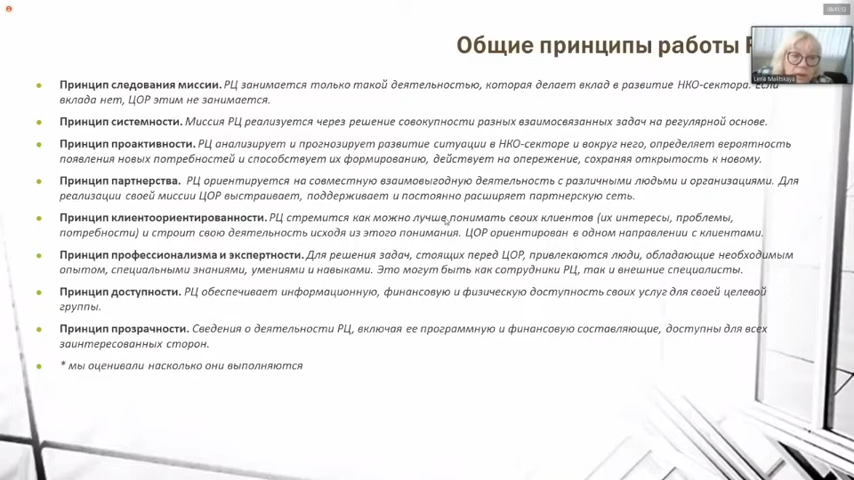 Общие принципы работы
Lena Malitskaya
Принцип следования миссии. РЦ занимается только такой деятельностью, которая делает вклад в развитие НКО-сектора. Если
вклада нет, ЦОР этим не занимается.
Принцип системности. Миссия РЦ реализуется через решение совокупности разных взаимосвязанных задач на регулярной основе.
Принцип проактивности. РЦ анализирует и прогнозирует развитие ситуации в НКО-секторе и вокруг него, определяет вероятность
появления новых потребностей и способствует их формированию, действует на опережение, сохраняя открытость к новому.
Принцип партнерства. РЦ ориентируется на совместную взаимовыгодную деятельность с различными людьми и организациями. Для
реализации своей миссии ЦОР выстраивает, поддерживает и постоянно расширяет партнерскую сеть.
Принцип клиентоориентированности. РЦ стремится как можно лучше понимать своих клиентов (их интересы, проблемы,
потребности) и строит свою деятельность исходя из этого понимания. ЦОР ориентирован в одном направлении с клиентами.
Принцип профессионализма и экспертности. Для решения задач, стоящих перед ЦОР, привлекаются люди, обладающие необходимым
опытом, специальными знаниями, умениями и навыками. Это могут быть как сотрудники РЦ, так и внешние специалисты.
Принцип доступности. РЦ обеспечивает информационную, финансовую и физическую доступность своих услуг для своей целевой
группы.
Принцип прозрачности. Сведения о деятельности РЦ, включая ее программную и финансовую составляющие, доступны для всех
заинтересованных сторон.
* мы оценивали насколько они выполняются